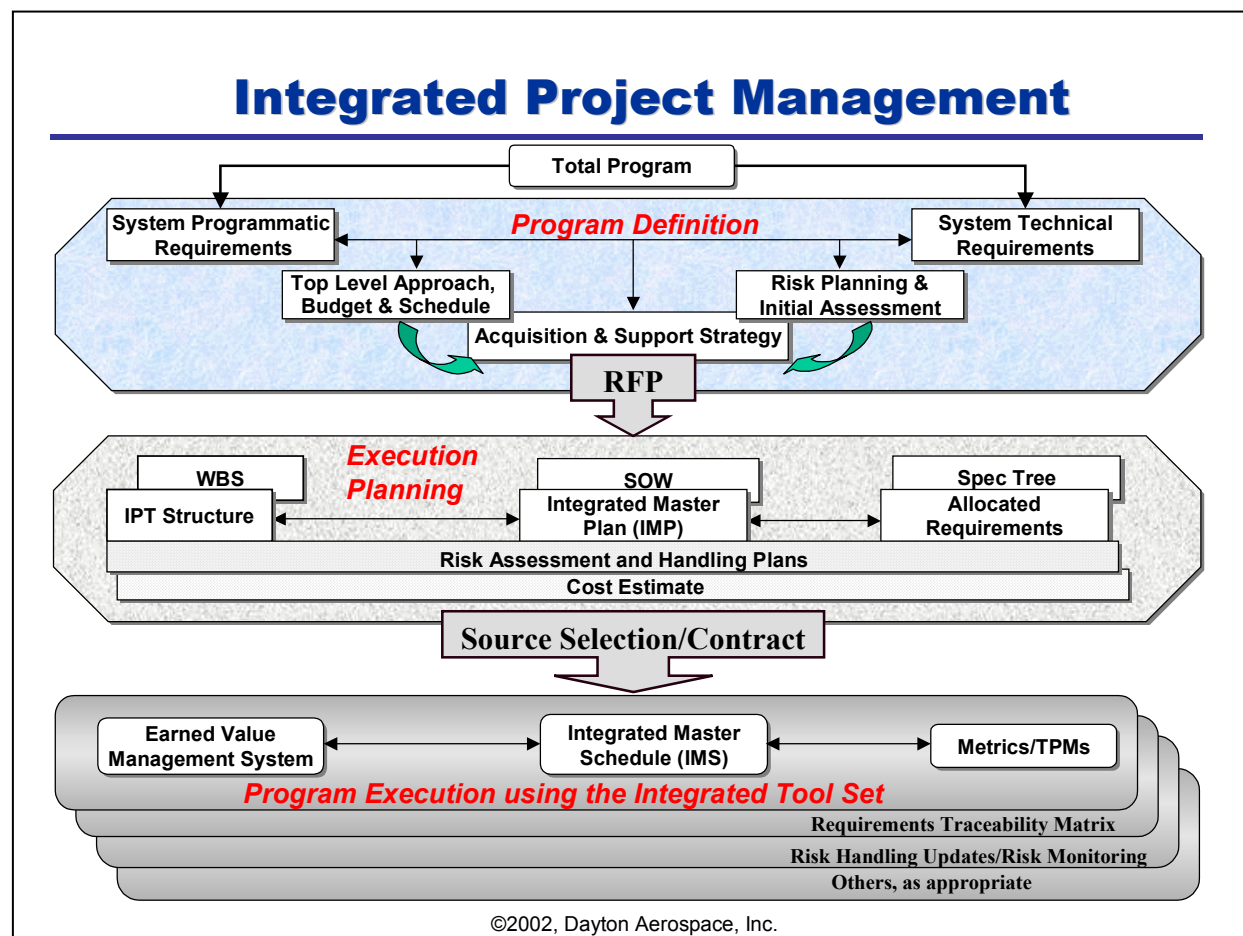 Integrated Project Management
Total Program
System Programmatic
Requirements
Program Definition
System Technical
Requirements
Top Level Approach,
Budget & Schedule
Risk Planning &
Initial Assessment
Acquisition & Support Strategy
RFP
WBS
IPT Structure
Execution
Planning
SOW
Integrated Master
Plan (IMP)
Spec Tree
Allocated
Requirements
Risk Assessment and Handling Plans
Cost Estimate
Source Selection/Contract
Earned Value
Management System
Integrated Master
Schedule (IMS)
Metrics/TPMs
Program Execution using the Integrated Tool Set
Requirements Traceability Matrix
Risk Handling Updates/Risk Monitoring
Others, as appropriate
©2002, Dayton Aerospace, Inc.